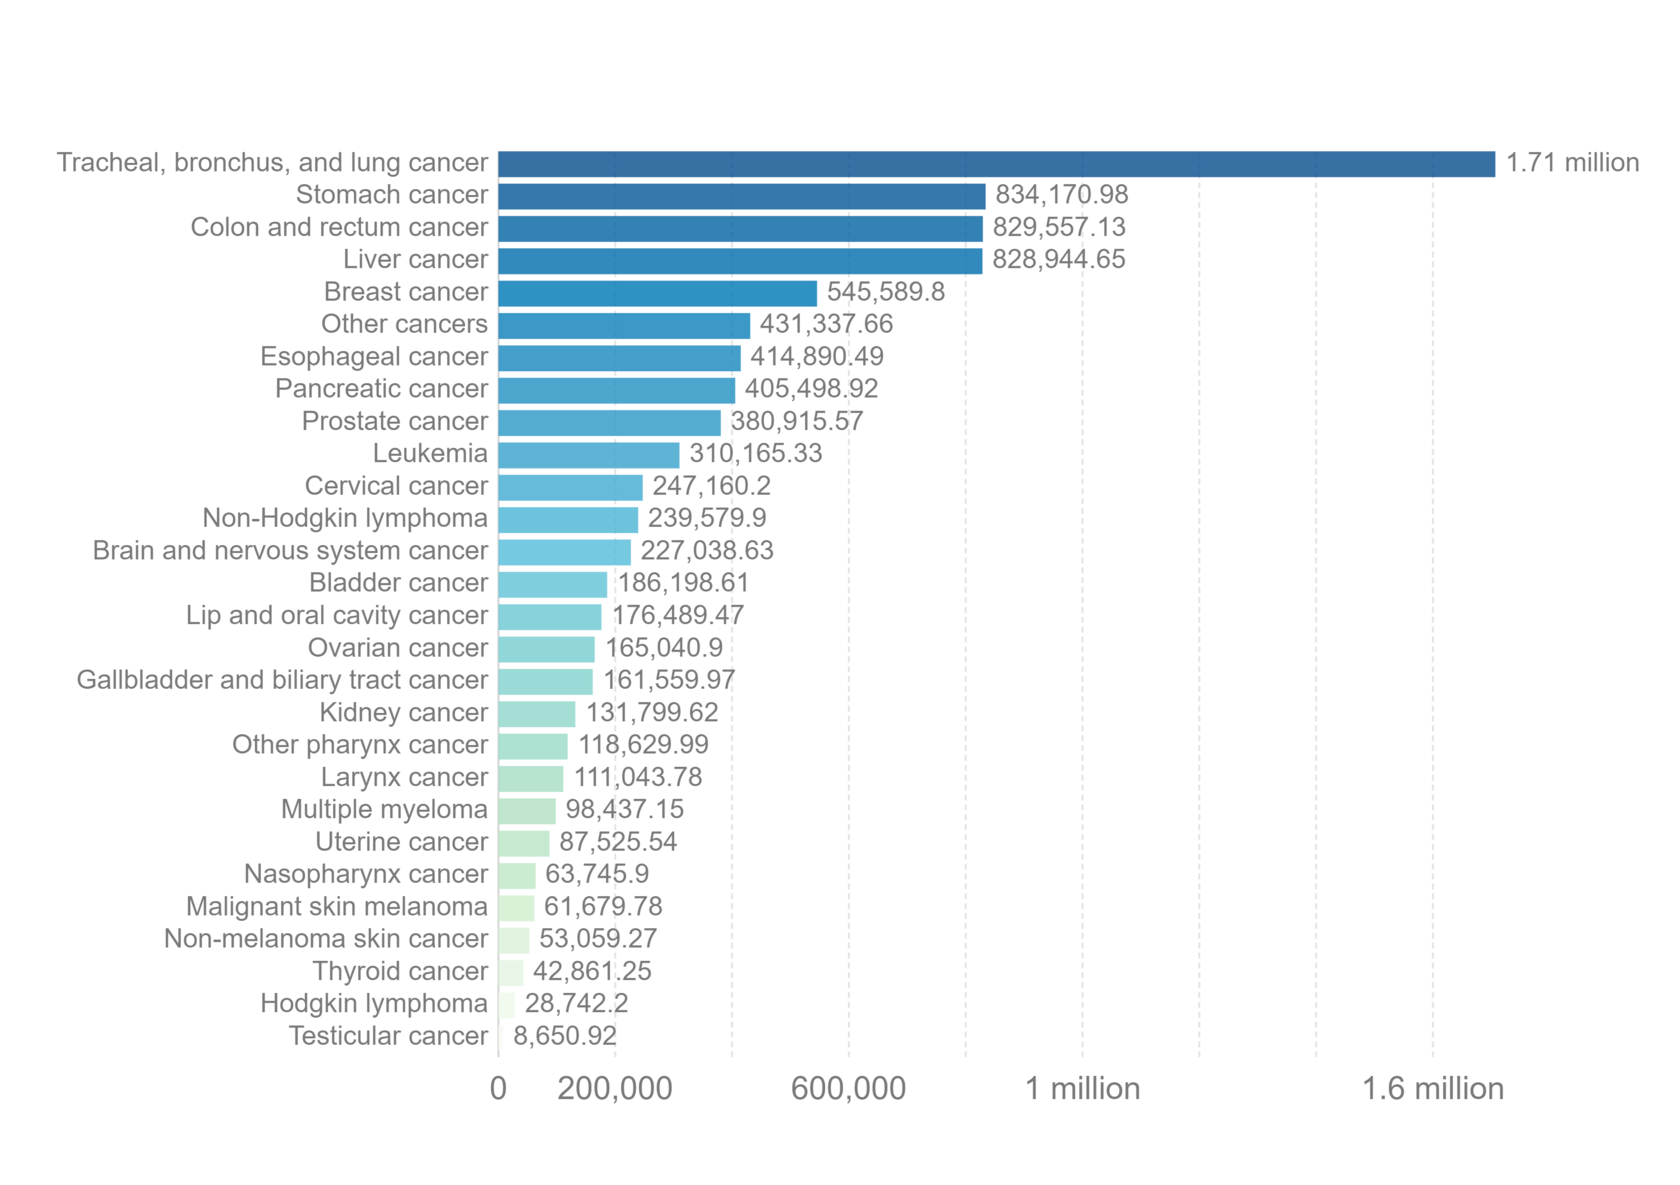 Tracheal, bronchus, and lung cancer 1.71 million
Stomach cancer 834,170.98
Colon and rectum cancer 829,557.13
Liver cancer 828,944.65
Breast cancer 545,589.8
Other cancers 431,337.66
Esophageal cancer 414,890.49
Pancreatic cancer 405,498.92
Prostate cancer 380,915.57
Leukemia 310,165.33
Cervical cancer 247,160.2
Non-Hodgkin lymphoma 239,579.9
Brain and nervous system cancer 227,038.63
Bladder cancer 186,198.61
Lip and oral cavity cancer 176,489.47
Ovarian cancer 165,040.9
Gallbladder and biliary tract cancer 161,559.97
Kidney cancer 131,799.62
Other pharynx cancer 118,629.99
Larynx cancer 111,043.78
Multiple myeloma 98,437.15
Uterine cancer 87,525.54
Nasopharynx cancer 63,745.9
Malignant skin melanoma 61,679.78
Non-melanoma skin cancer 53,059.27
Thyroid cancer 42,861.25
Hodgkin lymphoma 28,742.2
Testicular cancer 8,650.92
0 200,000 600,000 1 million 1.6 million